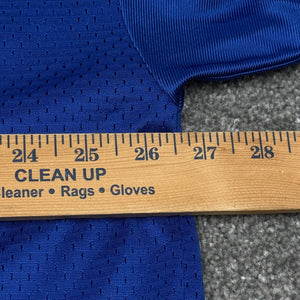 24 25 26 27 28
CLEAN UP
leaner • Rags • Gloves